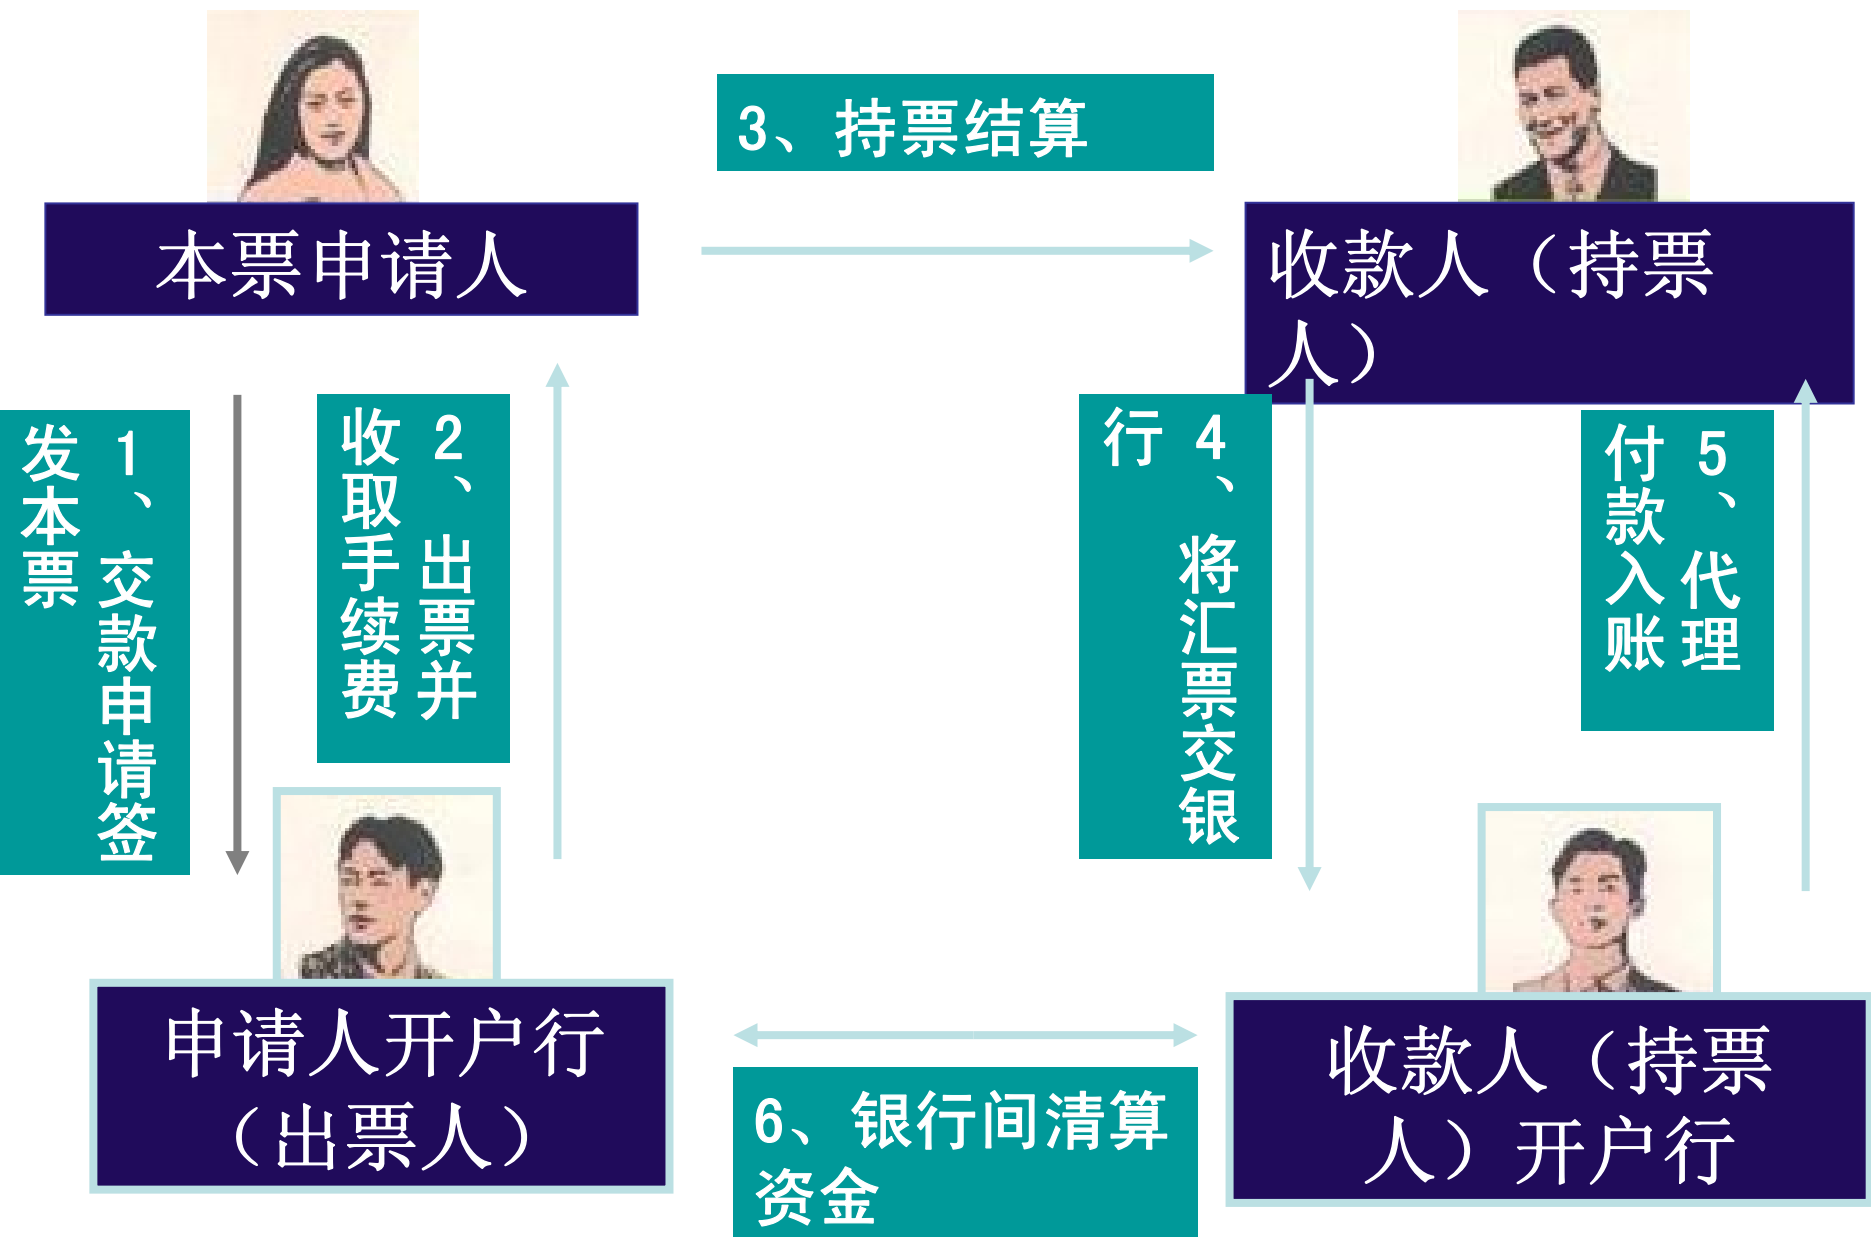 3、持票结算
本票申请人
收款人（持票
人）
1、交款申请签
发本票
2、出票并
收取手续费
4、将汇票交银
行
5、代理
付款入账
申请人开户行
（出票人）
6、银行间清算
资金
收款人（持票
人）开户行